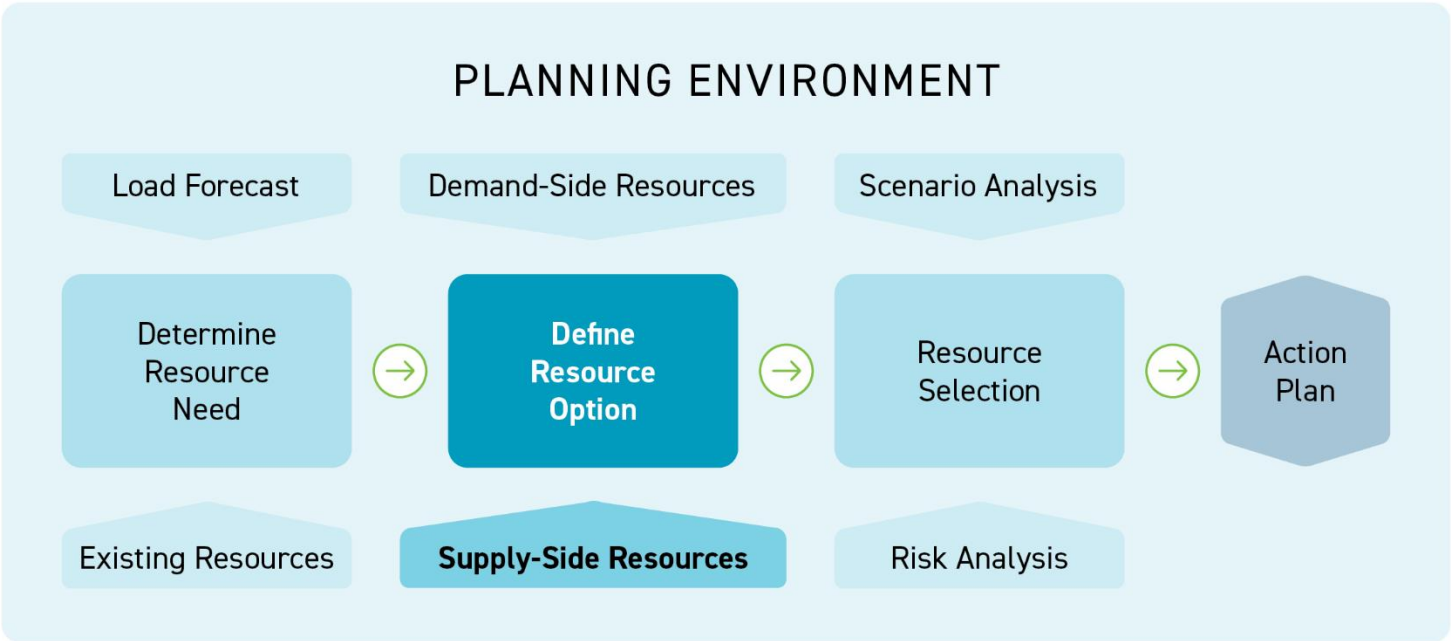 PLANNING ENVIRONMENT
Load Forecast
Demand-Side Resources
Scenario Analysis
Determine
Resource
Need
Define
Resource
Option
Resource
Selection
Action
Plan
Existing Resources
Supply-Side Resources
Risk Analysis